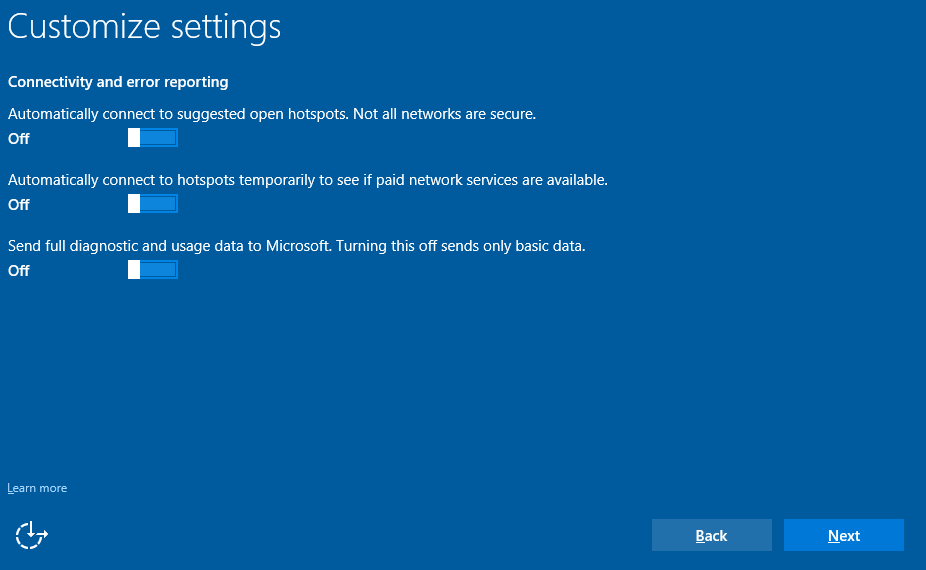 Customize settings
Connectivity and error reporting
Automatically connect to suggested open hotspots. Not all networks are secure.
Off
Automatically connect to hotspots temporarily to see if paid network services are available.
Off
Send full diagnostic and usage data to Microsoft. Turning this off sends only basic data.
Off
Learn more
Back
Next